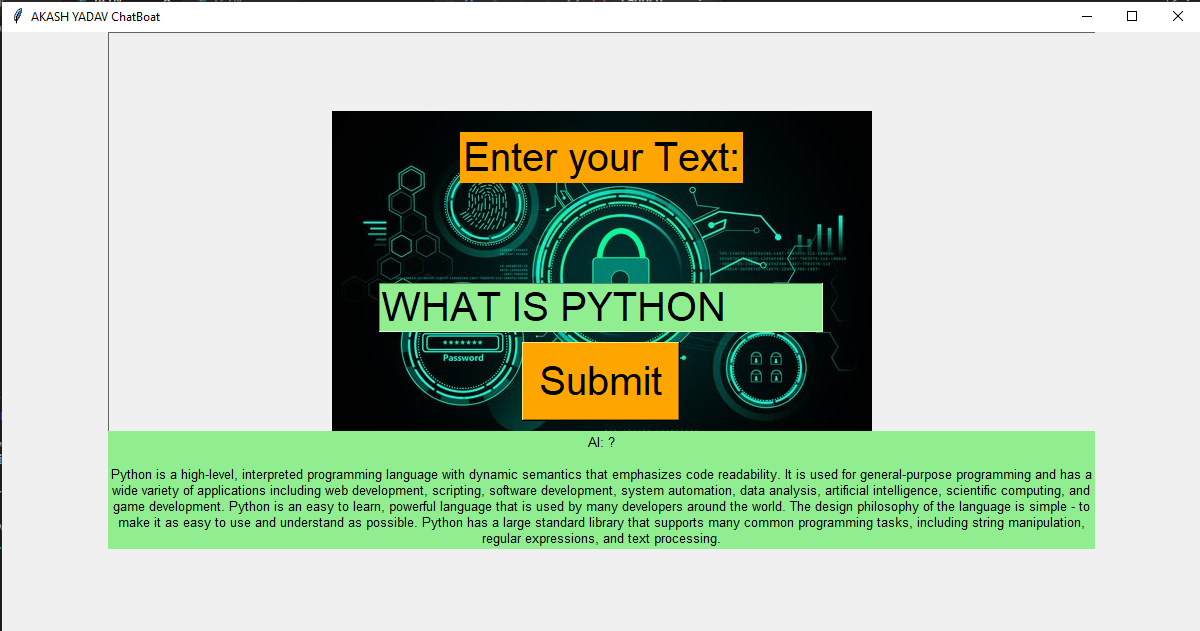 AKASH YADAV ChatBoat
Enter your Text:
WHAT IS PYTHON
*******
Password
Submit
AI: ?
Python is a high-level, interpreted programming language with dynamic semantics that emphasizes code readability. It is used for general-purpose programming and has a
wide variety of applications including web development, scripting, software development, system automation, data analysis, artificial intelligence, scientific computing, and
game development. Python is an easy to learn, powerful language that is used by many developers around the world. The design philosophy of the language is simple - to
make it as easy to use and understand as possible. Python has a large standard library that supports many common programming tasks, including string manipulation,
regular expressions, and text processing.